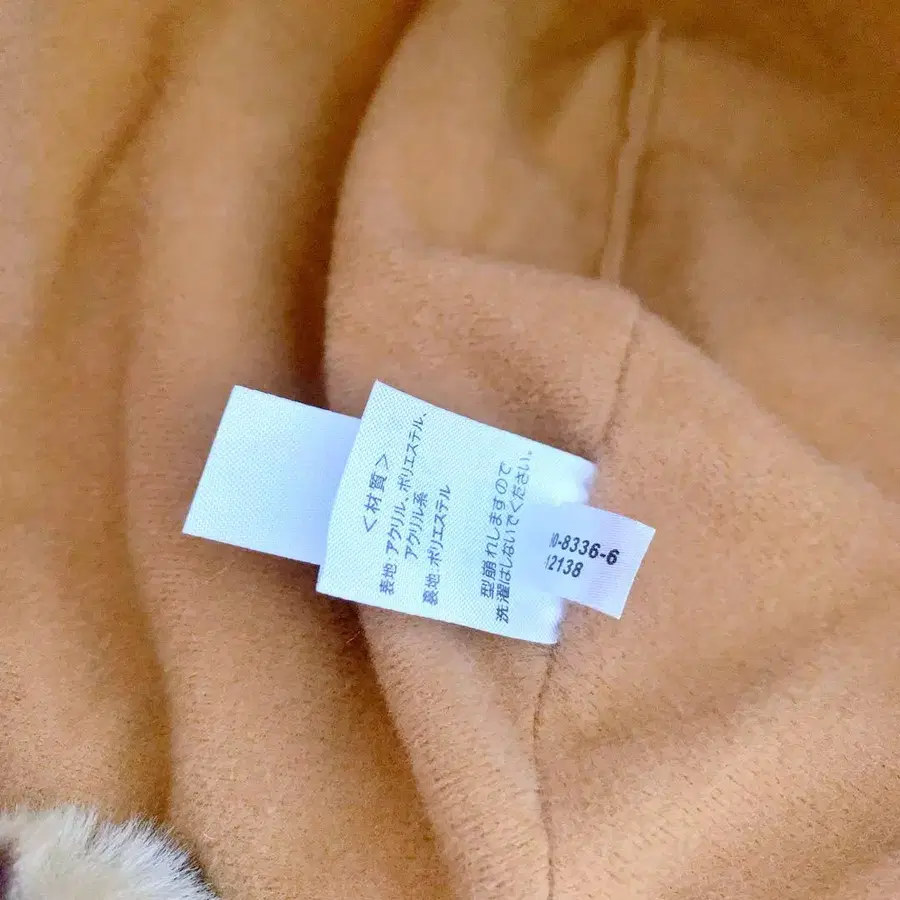 <材質>
表地 アクリル、ポリエステル、
アクリル系
裏地 ポリエステル
型崩れしますので
洗濯はしないでください。
0-8336-6
12138